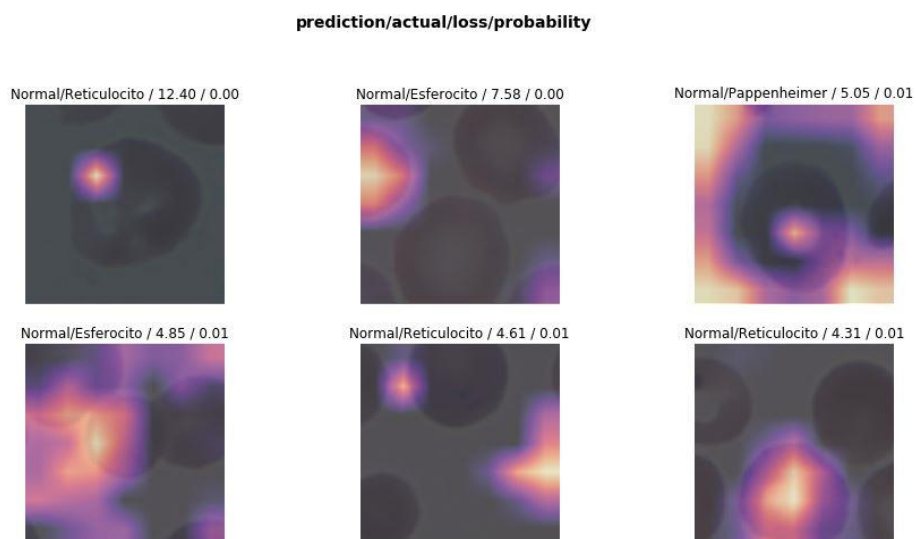 prediction/actual/loss/probability
Normal/Reticulocito / 12.40 / 0.00
Normal/Esferocito / 7.58 / 0.00
Normal/Pappenheimer / 5.05 / 0.01
Normal/Esferocito / 4.85 / 0.01
Normal/Reticulocito / 4.61 / 0.01
Normal/Reticulocito / 4.31 / 0.01